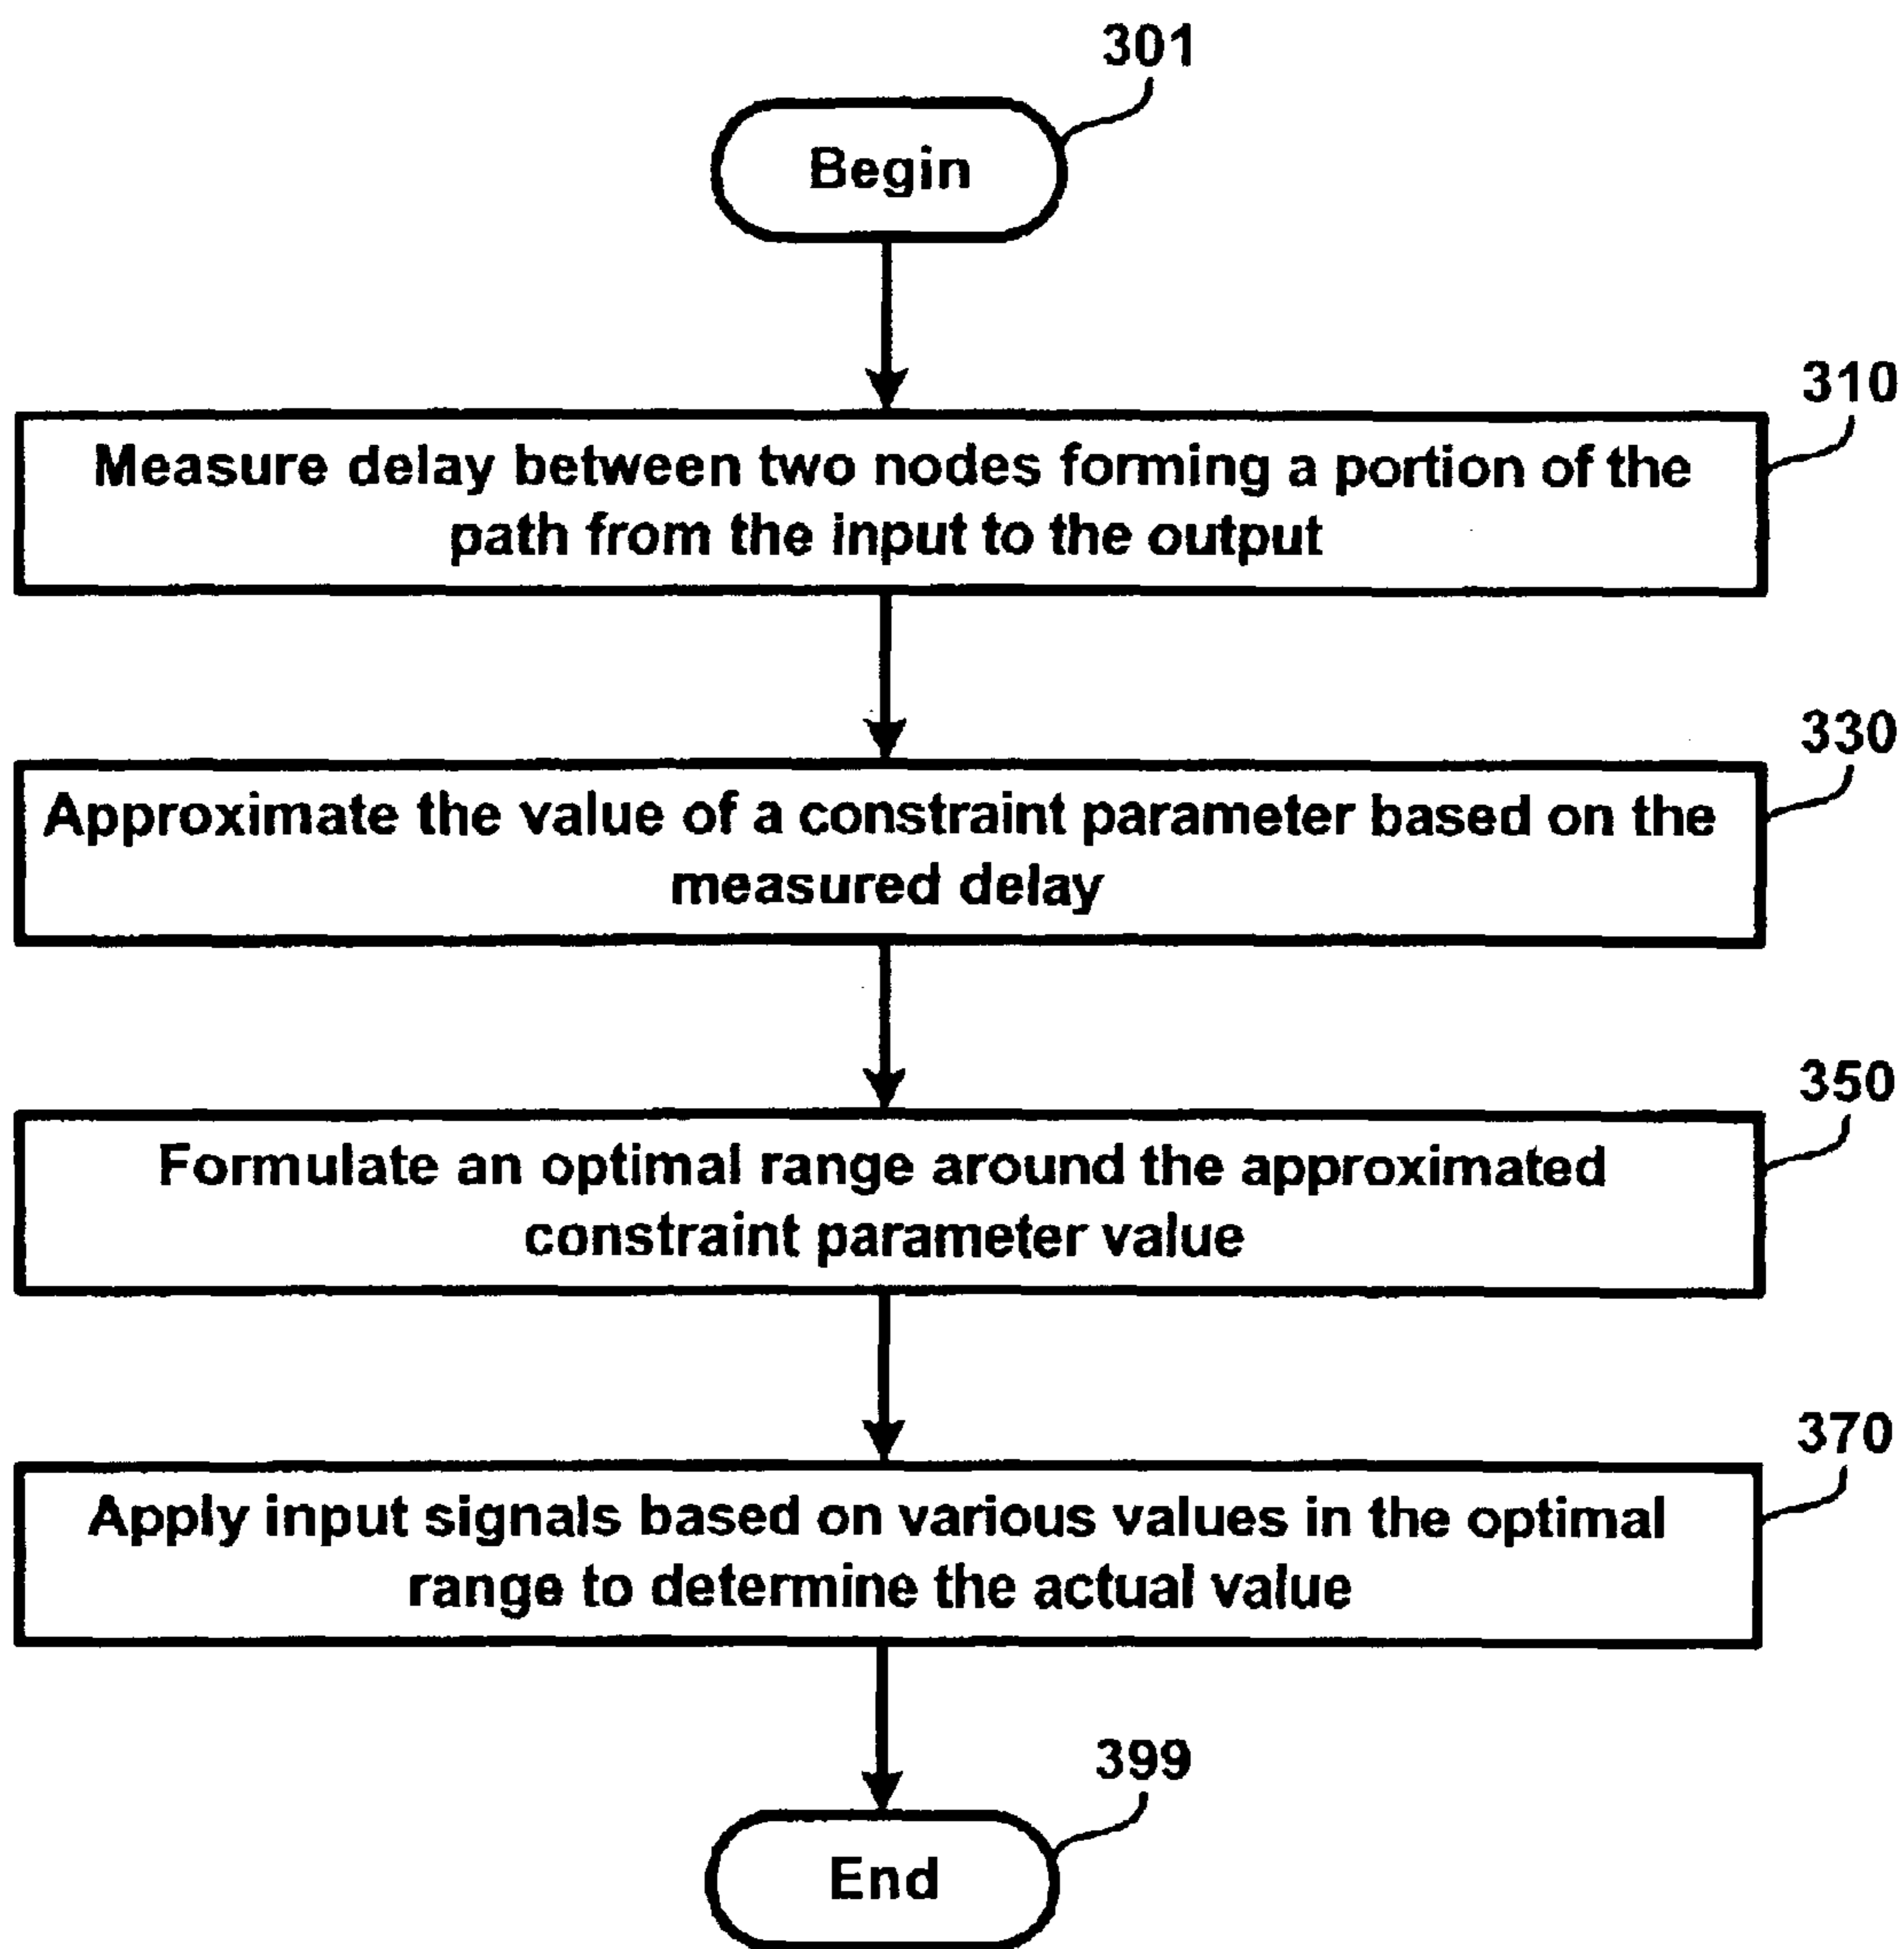 301
Begin
310
Measure delay between two nodes forming a portion of the
path from the input to the output
330
Approximate the value of a constraint parameter based on the
measured delay
350
Formulate an optimal range around the approximated
constraint parameter value
370
Apply input signals based on various values in the optimal
range to determine the actual value
399
End